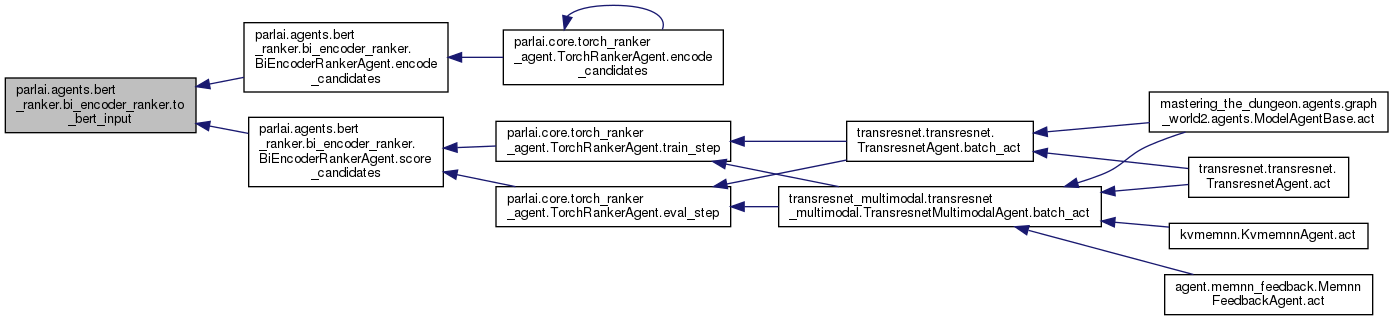 parlai.agents.bert
_ranker.bi_encoder_ranker.to
_bert_input
parlai.agents.bert
_ranker.bi_encoder_ranker.
BiEncoderRankerAgent.encode
_candidates
parlai.core.torch_ranker
_agent.TorchRankerAgent.encode
_candidates
parlai.agents.bert
_ranker.bi_encoder_ranker.
BiEncoderRankerAgent.score
_candidates
parlai.core.torch_ranker
_agent.TorchRankerAgent.train_step
parlai.core.torch_ranker
_agent.TorchRankerAgent.eval_step
transresnet.transresnet.
TransresnetAgent.batch_act
transresnet_multimodal.transresnet
_multimodal.TransresnetMultimodalAgent.batch_act
mastering_the_dungeon.agents.graph
_world2.agents.ModelAgentBase.act
transresnet.transresnet.
TransresnetAgent.act
kvmemnn.KvmemnnAgent.act
agent.memnn_feedback.Memnn
FeedbackAgent.act